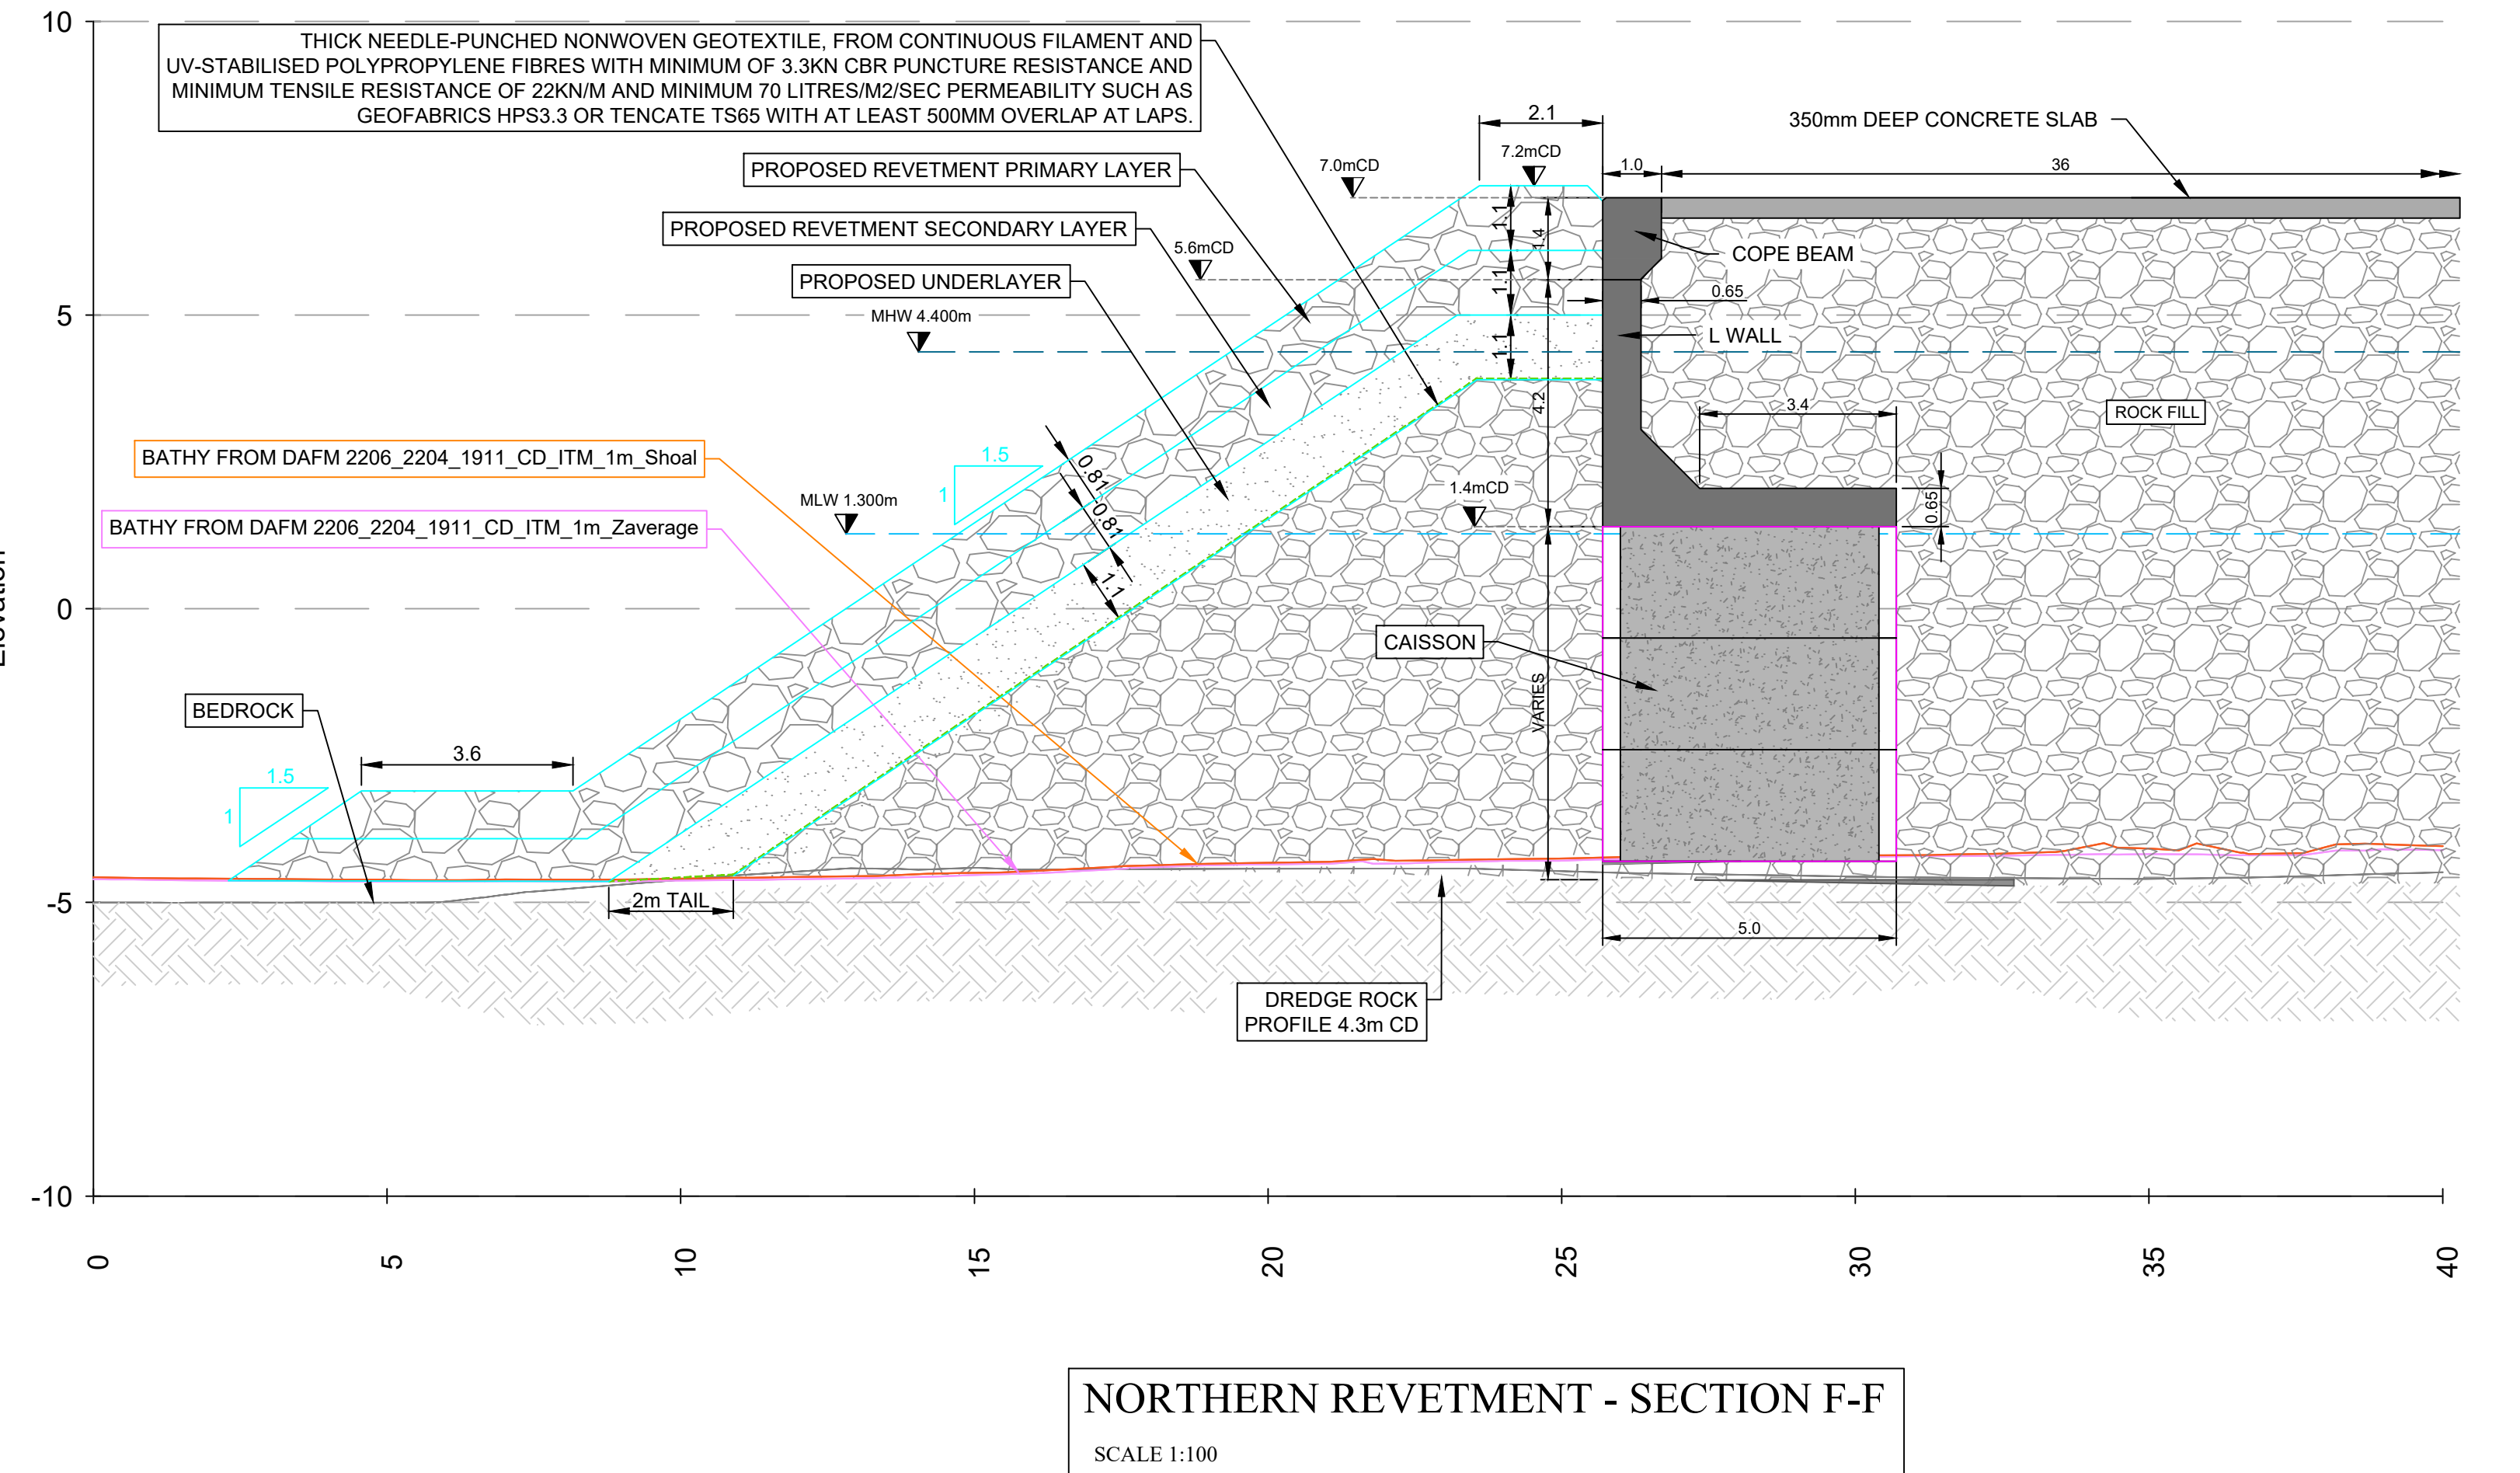 10
THICK NEEDLE-PUNCHED NONWOVEN GEOTEXTILE, FROM CONTINUOUS FILAMENT AND
UV-STABILISED POLYPROPYLENE FIBRES WITH MINIMUM OF 3.3KN CBR PUNCTURE RESISTANCE AND
MINIMUM TENSILE RESISTANCE OF 22KN/M AND MINIMUM 70 LITRES/M2/SEC PERMEABILITY SUCH AS
GEOFABRICS HPS3.3 OR TENCATE TS65 WITH AT LEAST 500MM OVERLAP AT LAPS.
2.1
350mm DEEP CONCRETE SLAB
7.0mCD
7.2mCD
1.0
36
PROPOSED REVETMENT PRIMARY LAYER
PROPOSED REVETMENT SECONDARY LAYER
1.1
1.4
5.6mCD
COPE BEAM
PROPOSED UNDERLAYER
1.1
0.65
5
MHW 4.400m
L WALL
1.1
4.2
3.4
ROCK FILL
BATHY FROM DAFM 2206_2204_1911_CD_ITM_1m_Shoal
1.5
1
0.81
0.81
1.1
MLW 1.300m
1.4mCD
0.65
BATHY FROM DAFM 2206_2204_1911_CD_ITM_1m_Zaverage
Elevation
0
CAISSON
VARIES
BEDROCK
3.6
1.5
1
-5
2m TAIL
5.0
DREDGE ROCK
PROFILE 4.3m CD
-10
0
5
10
15
20
25
30
35
40
NORTHERN REVETMENT - SECTION F-F
SCALE 1:100